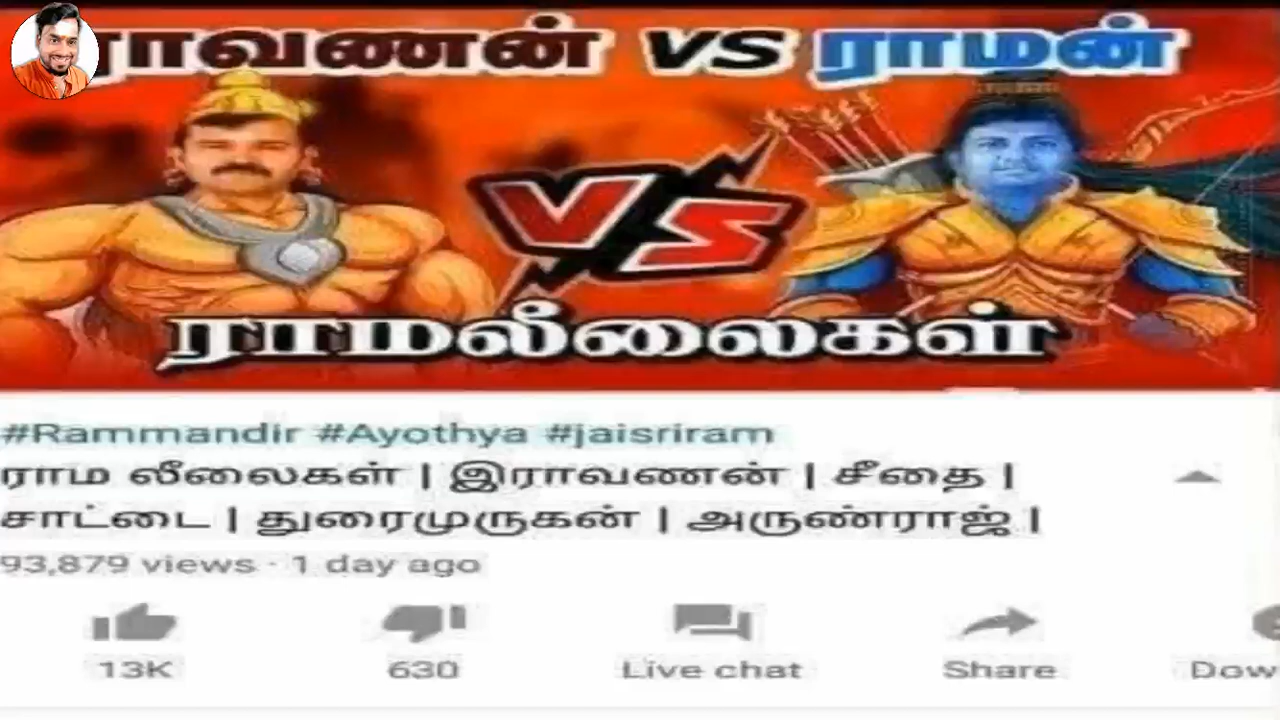 ராவணன் vs ராமன்
VS
ராமலீலைகள்
#Rammandir #Ayothya #jaisriram
ராம லீலைகள் | இராவணன் | சீதை |
சாட்டை | துரைமுருகன் | அருண்ராஜ் |
93,879 views · 1 day ago
13K 630 Live chat Share Dow